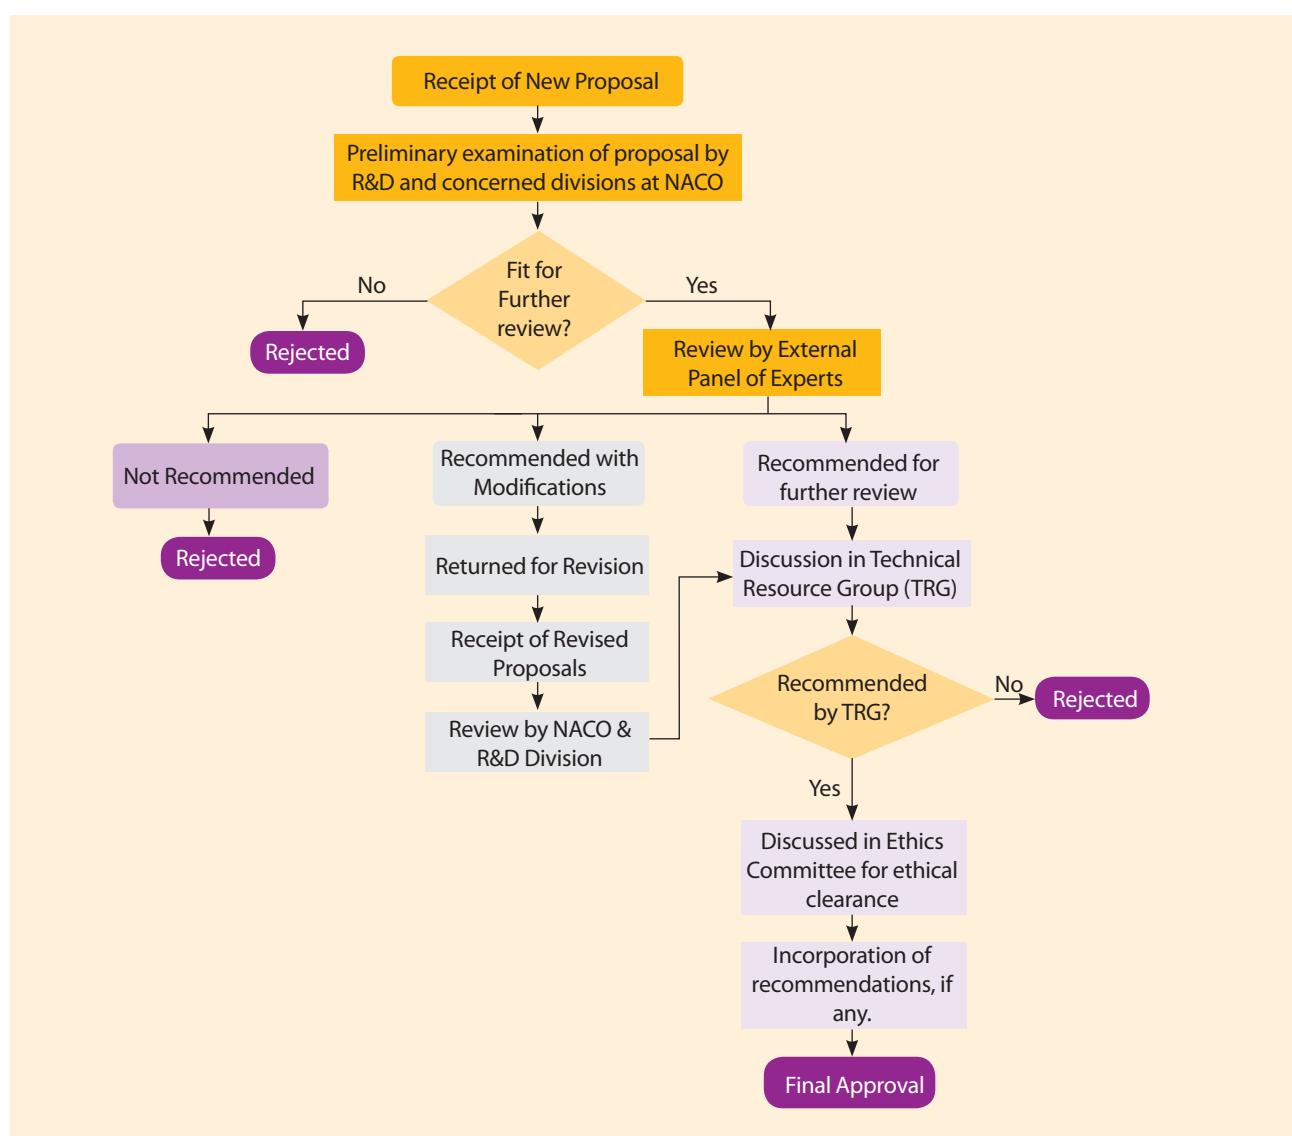 Receipt of New Proposal
Preliminary examination of proposal by
R&D and concerned divisions at NACO
Fit for
Further
review?
No
Yes
Rejected
Review by External
Panel of Experts
Not Recommended
Rejected
Recommended with
Modifications
Returned for Revision
Receipt of Revised
Proposals
Review by NACO &
R&D Division
Recommended for
further review
Discussion in Technical
Resource Group (TRG)
Recommended
by TRG?
No
Rejected
Yes
Discussed in Ethics
Committee for ethical
clearance
Incorporation of
recommendations, if
any.
Final Approval